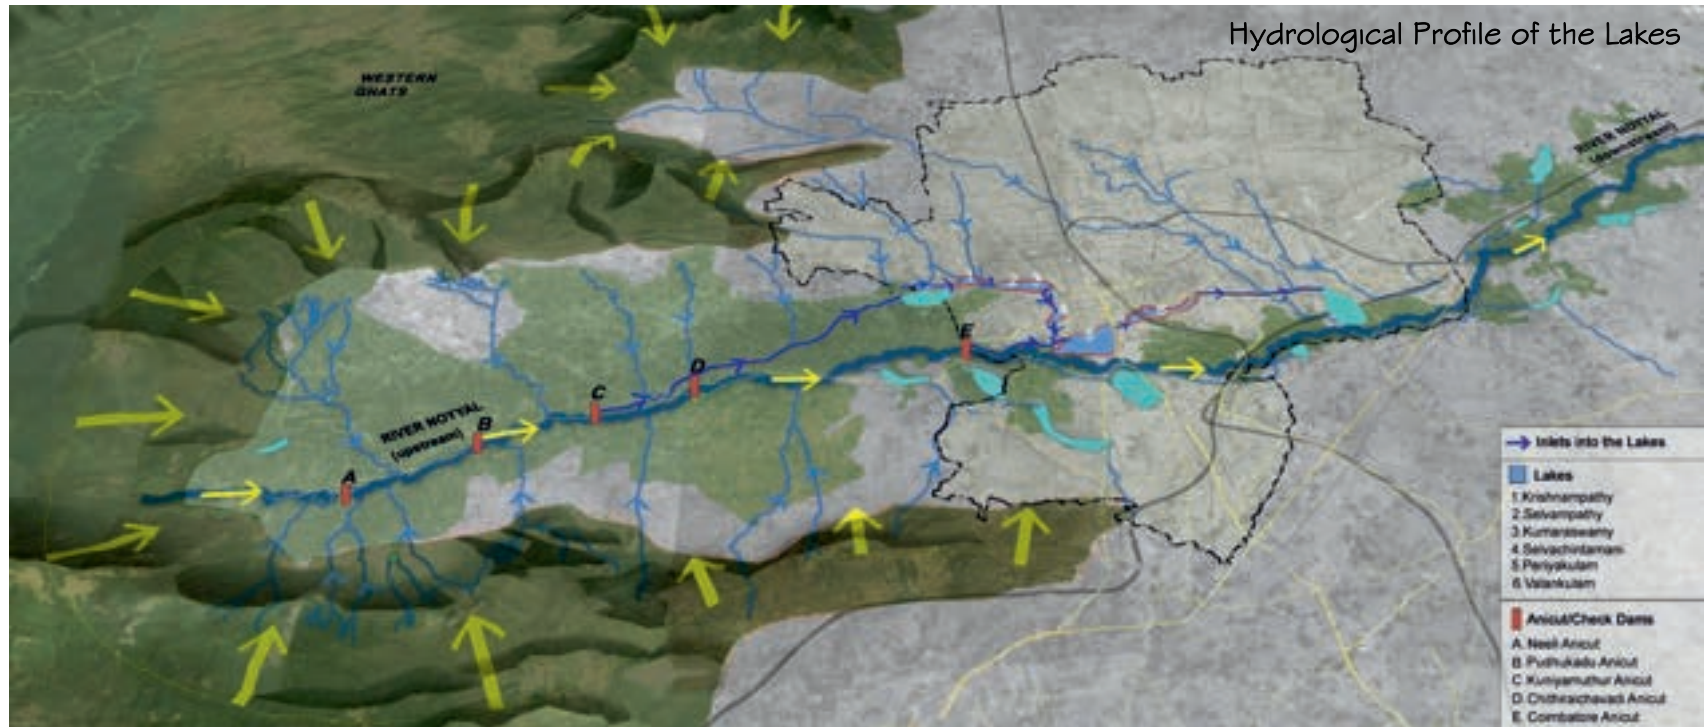 Hydrological Profile of the Lakes
WESTERN
GHATS
RIVER NOYYAL
(downstream)
E
D
C
RIVER NOYYAL
(upstream)
B
A
Inlets into the Lakes
Lakes
1.Krishnampathy
2.Selvampathy
3.Kumaraswamy
4.Selvachintamani
5.Periyakulam
6.Valankulam
Anicut/Check Dams
A. Neeli Anicut
B. Puthukadu Anicut
C. Kuniyamuthur Anicut
D. Chithiraichavadi Anicut
E. Coimbatore Anicut